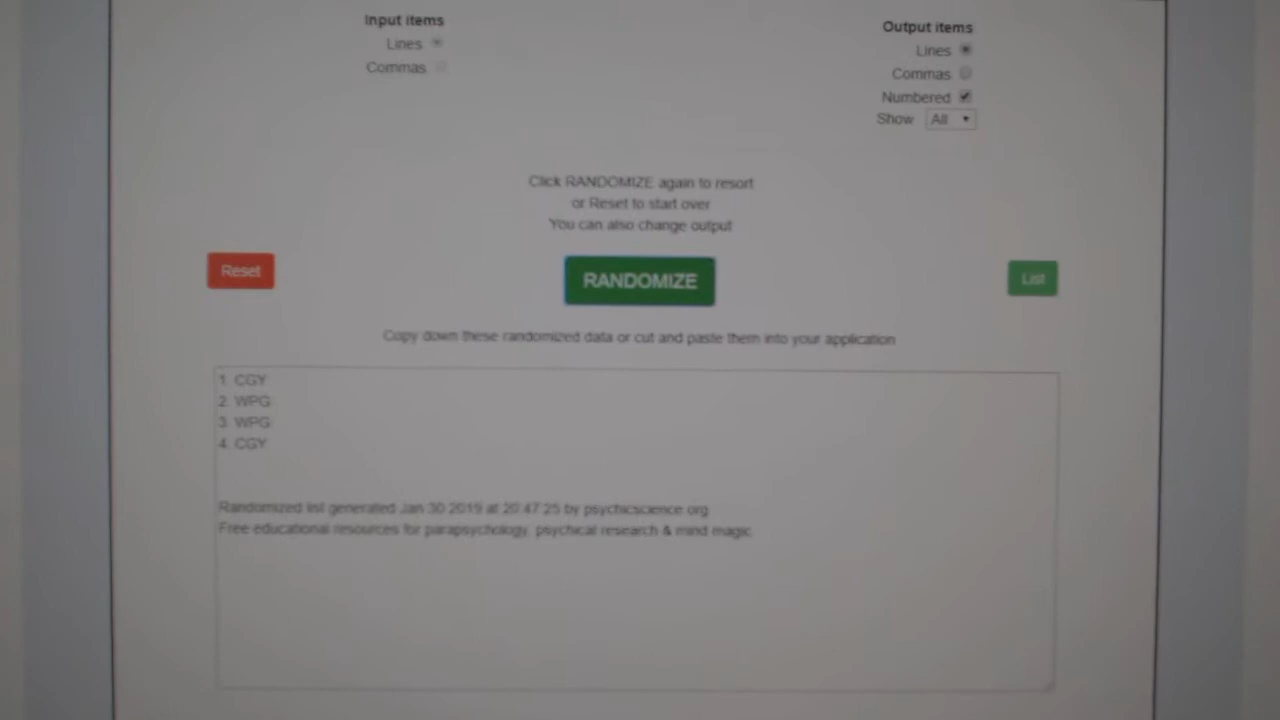 Input items
Lines
Commas
Output items
Lines
Commas
Numbered
Show All
Click RANDOMIZE again to resort
or Reset to start over
You can also change output
Reset
RANDOMIZE
List
Copy down these randomized data or cut and paste them into your application
1. CGY
2. WPG
3. WPG
4. CGY
Randomized list generated Jan 30 2019 at 20:47:25 by psychicscience.org
Free educational resources for parapsychology, psychical research & mind magic.